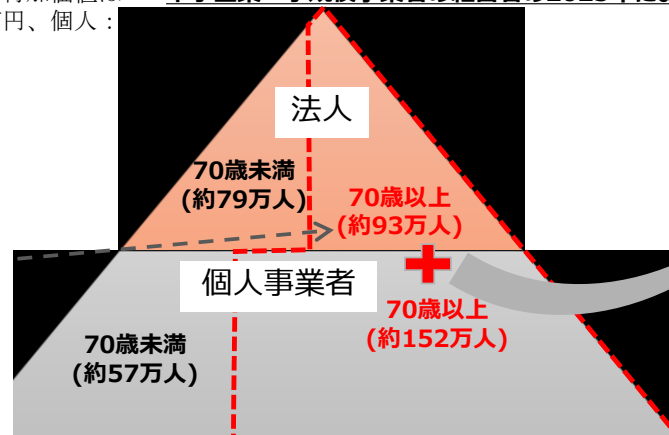 円、個人：
法人
70歳未満
(約79万人)
70歳以上
(約93万人)
個人事業者
70歳以上
(約152万人)
70歳未満
(約57万人)